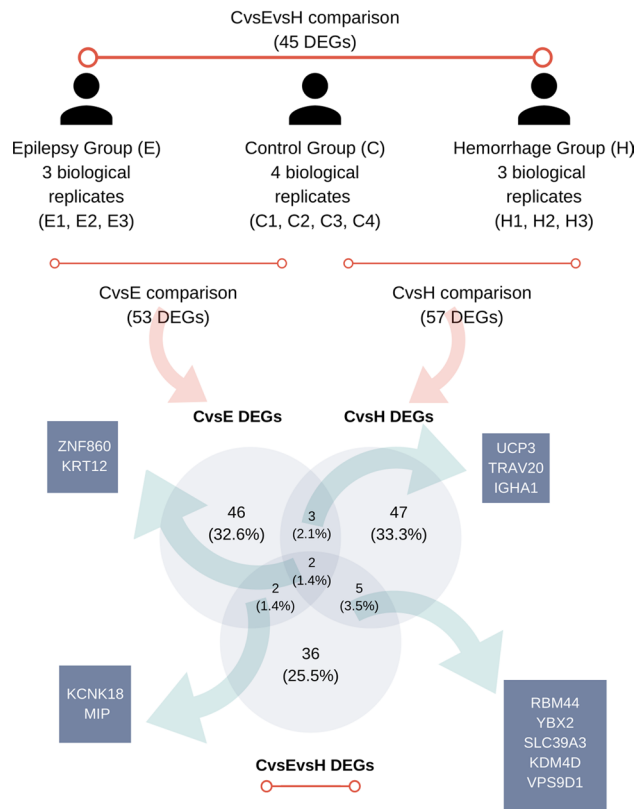 CvsEvsH comparison
(45 DEGs)
Epilepsy Group (E)
3 biological
replicates
(E1, E2, E3)
Control Group (C)
4 biological
replicates
(C1, C2, C3, C4)
Hemorrhage Group (H)
3 biological
replicates
(H1, H2, H3)
CvsE comparison
(53 DEGs)
CvsH comparison
(57 DEGs)
CvsE DEGs
CvsH DEGs
ZNF860
KRT12
UCP3
TRAV20
IGHA1
46
(32.6%)
3
(2.1%)
47
(33.3%)
2
(1.4%)
2
(1.4%)
5
(3.5%)
36
(25.5%)
KCNK18
MIP
RBM44
YBX2
SLC39A3
KDM4D
VPS9D1
CvsEvsH DEGs